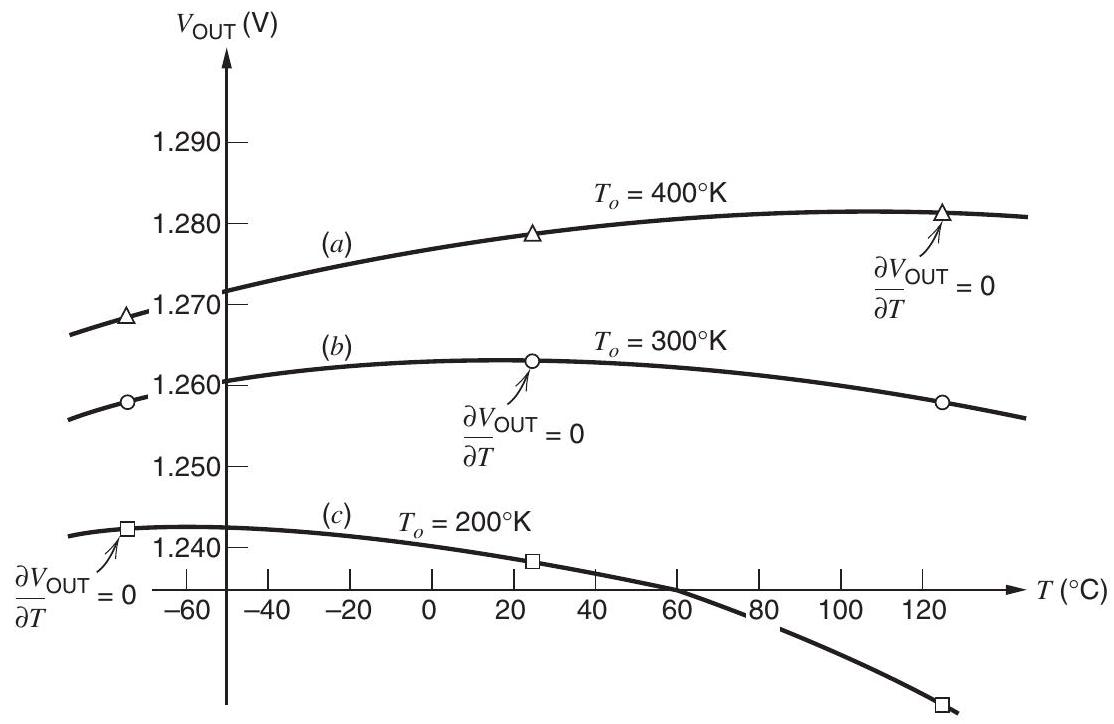 V_OUT (V)
1.290
T_o = 400°K
1.280
(a)
∂V_OUT
∂T
= 0
1.270
(b)
T_o = 300°K
1.260
∂V_OUT
∂T
= 0
1.250
(c)
T_o = 200°K
1.240
∂V_OUT
∂T
= 0
–60 –40 –20 0 20 40 60 80 100 120
T (°C)